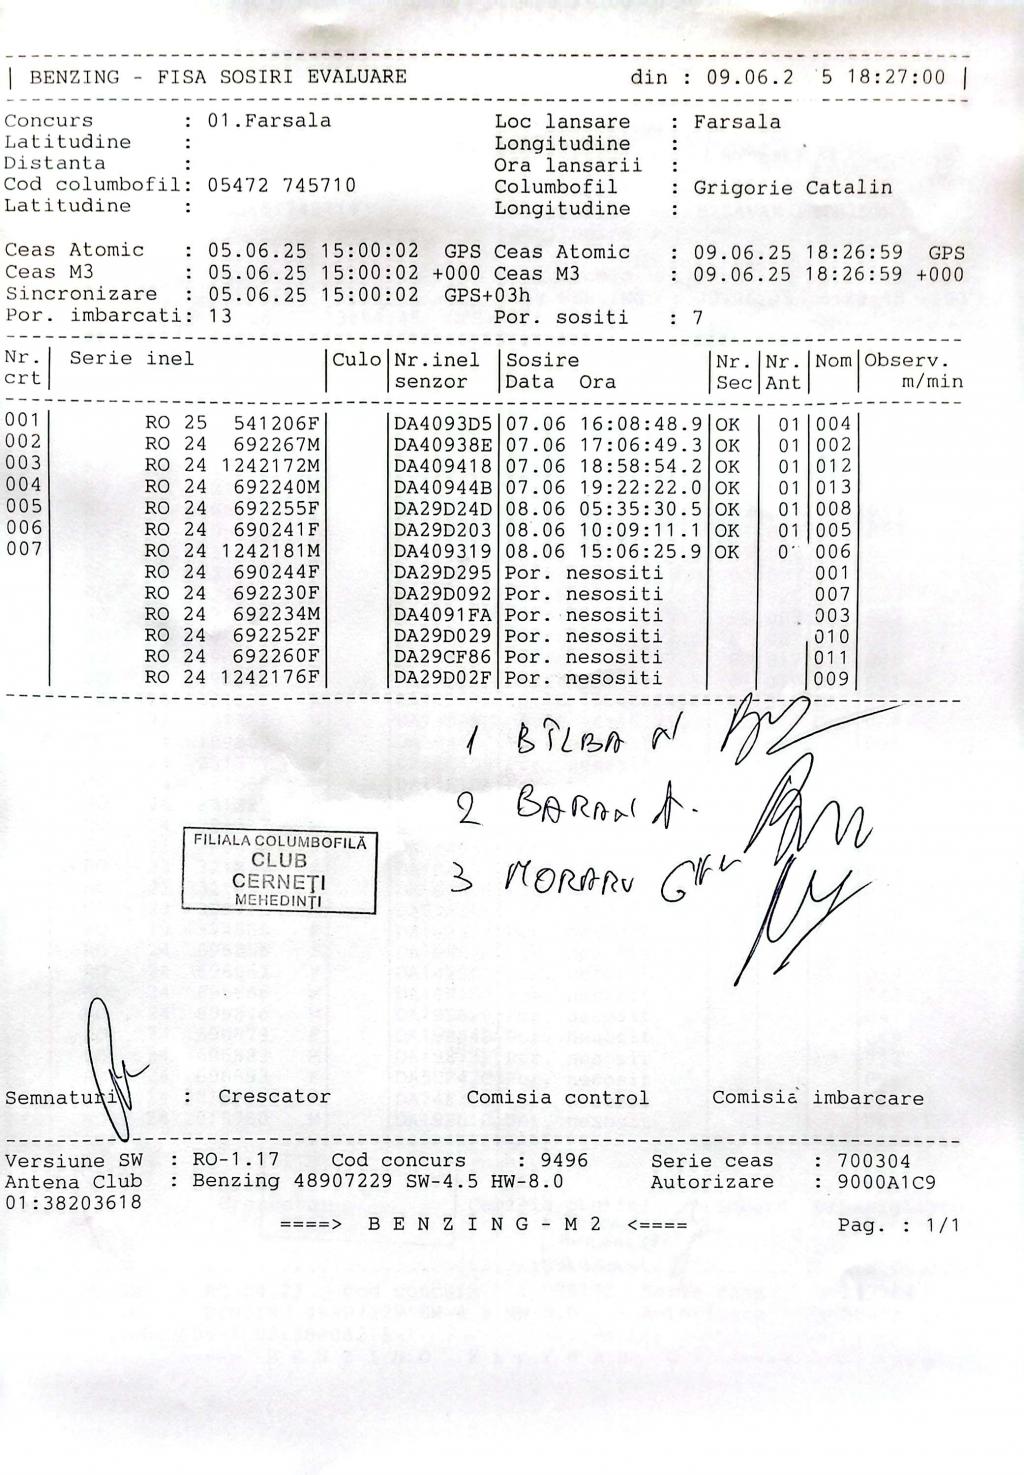 | BENZING - FISA SOSIRI EVALUARE din : 09.06.2 5 18:27:00 |
Concurs : 01.Farsala Loc lansare : Farsala
Latitudine : Longitudine :
Distanta : Ora lansarii :
Cod columbofil: 05472 745710 Columbofil : Grigorie Catalin
Latitudine : Longitudine :
Ceas Atomic : 05.06.25 15:00:02 GPS Ceas Atomic : 09.06.25 18:26:59 GPS
Ceas M3 : 05.06.25 15:00:02 +000 Ceas M3 : 09.06.25 18:26:59 +000
Sincronizare : 05.06.25 15:00:02 GPS+03h
Por. imbarcati: 13 Por. sositi : 7
Nr. | Serie inel |Culo|Nr.inel|Sosire |Nr.|Nr.|Nom|Observ.
crt| | |senzor |Data Ora |Sec|Ant| | m/min
001| RO 25 541206F| |DA4093D5|07.06 16:08:48.9|OK | 01|004|
002| RO 24 692267M| |DA40938E|07.06 17:06:49.3|OK | 01|002|
003| RO 24 1242172M| |DA409418|07.06 18:58:54.2|OK | 01|012|
004| RO 24 692240M| |DA40944B|07.06 19:22:22.0|OK | 01|013|
005| RO 24 692255F| |DA29D24D|08.06 05:35:30.5|OK | 01|008|
006| RO 24 690241F| |DA29D203|08.06 10:09:11.1|OK | 01|005|
007| RO 24 1242181M| |DA409319|08.06 15:06:25.9|OK | 0 006|
RO 24 690244F| |DA29D295|Por. nesositi | | 001|
RO 24 692230F| |DA29D092|Por. nesositi | | 007|
RO 24 692234M| |DA4091FA|Por. nesositi | | 003|
RO 24 692252F| |DA29D029|Por. nesositi | | 010|
RO 24 692260F| |DA29CF86|Por. nesositi | | |011|
RO 24 1242176F| |DA29D02F|Por. nesositi | | |009|
1 BÎLBA N
2 BARAN A.
3 MORARU
FILIALA COLUMBOFILĂ
CLUB
CERNEȚI
MEHEDINȚI
Semnaturi : Crescator Comisia control Comisia imbarcare
Versiune SW : RO-1.17 Cod concurs : 9496 Serie ceas : 700304
Antena Club : Benzing 48907229 SW-4.5 HW-8.0 Autorizare : 9000A1C9
01:38203618
====> B E N Z I N G - M 2 <==== Pag. : 1/1